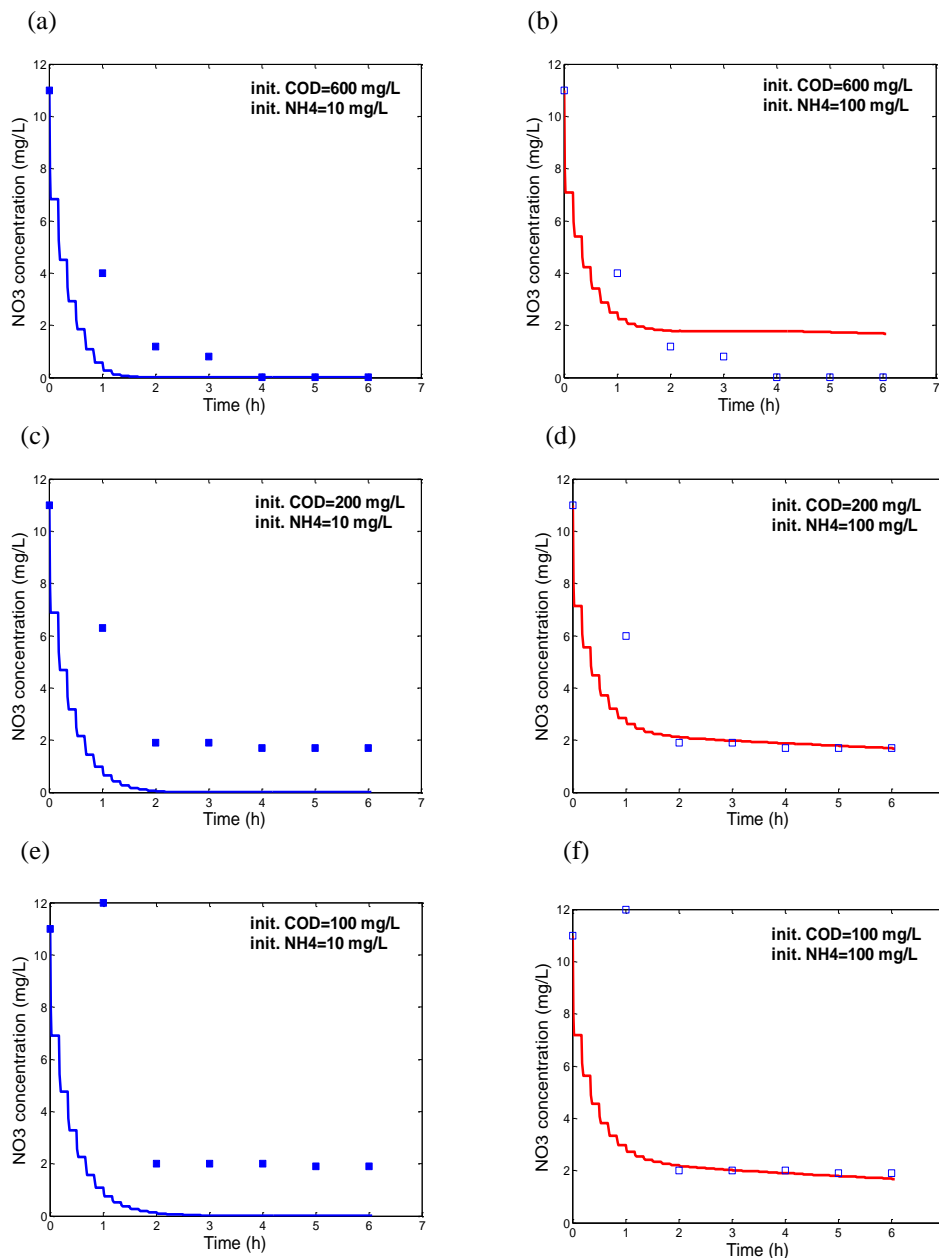 (a)
12
10
8
6
4
2
0
NO3 concentration (mg/L)
init. COD=600 mg/L
init. NH4=10 mg/L
0 1 2 3 4 5 6 7
Time (h)
(b)
12
10
8
6
4
2
0
NO3 concentration (mg/L)
init. COD=600 mg/L
init. NH4=100 mg/L
0 1 2 3 4 5 6 7
Time (h)
(c)
12
10
8
6
4
2
0
NO3 concentration (mg/L)
init. COD=200 mg/L
init. NH4=10 mg/L
0 1 2 3 4 5 6 7
Time (h)
(d)
12
10
8
6
4
2
0
NO3 concentration (mg/L)
init. COD=200 mg/L
init. NH4=100 mg/L
0 1 2 3 4 5 6
Time (h)
(e)
12
10
8
6
4
2
0
NO3 concentration (mg/L)
init. COD=100 mg/L
init. NH4=10 mg/L
0 1 2 3 4 5 6 7
Time (h)
(f)
12
10
8
6
4
2
0
NO3 concentration (mg/L)
init. COD=100 mg/L
init. NH4=100 mg/L
0 1 2 3 4 5 6
Time (h)